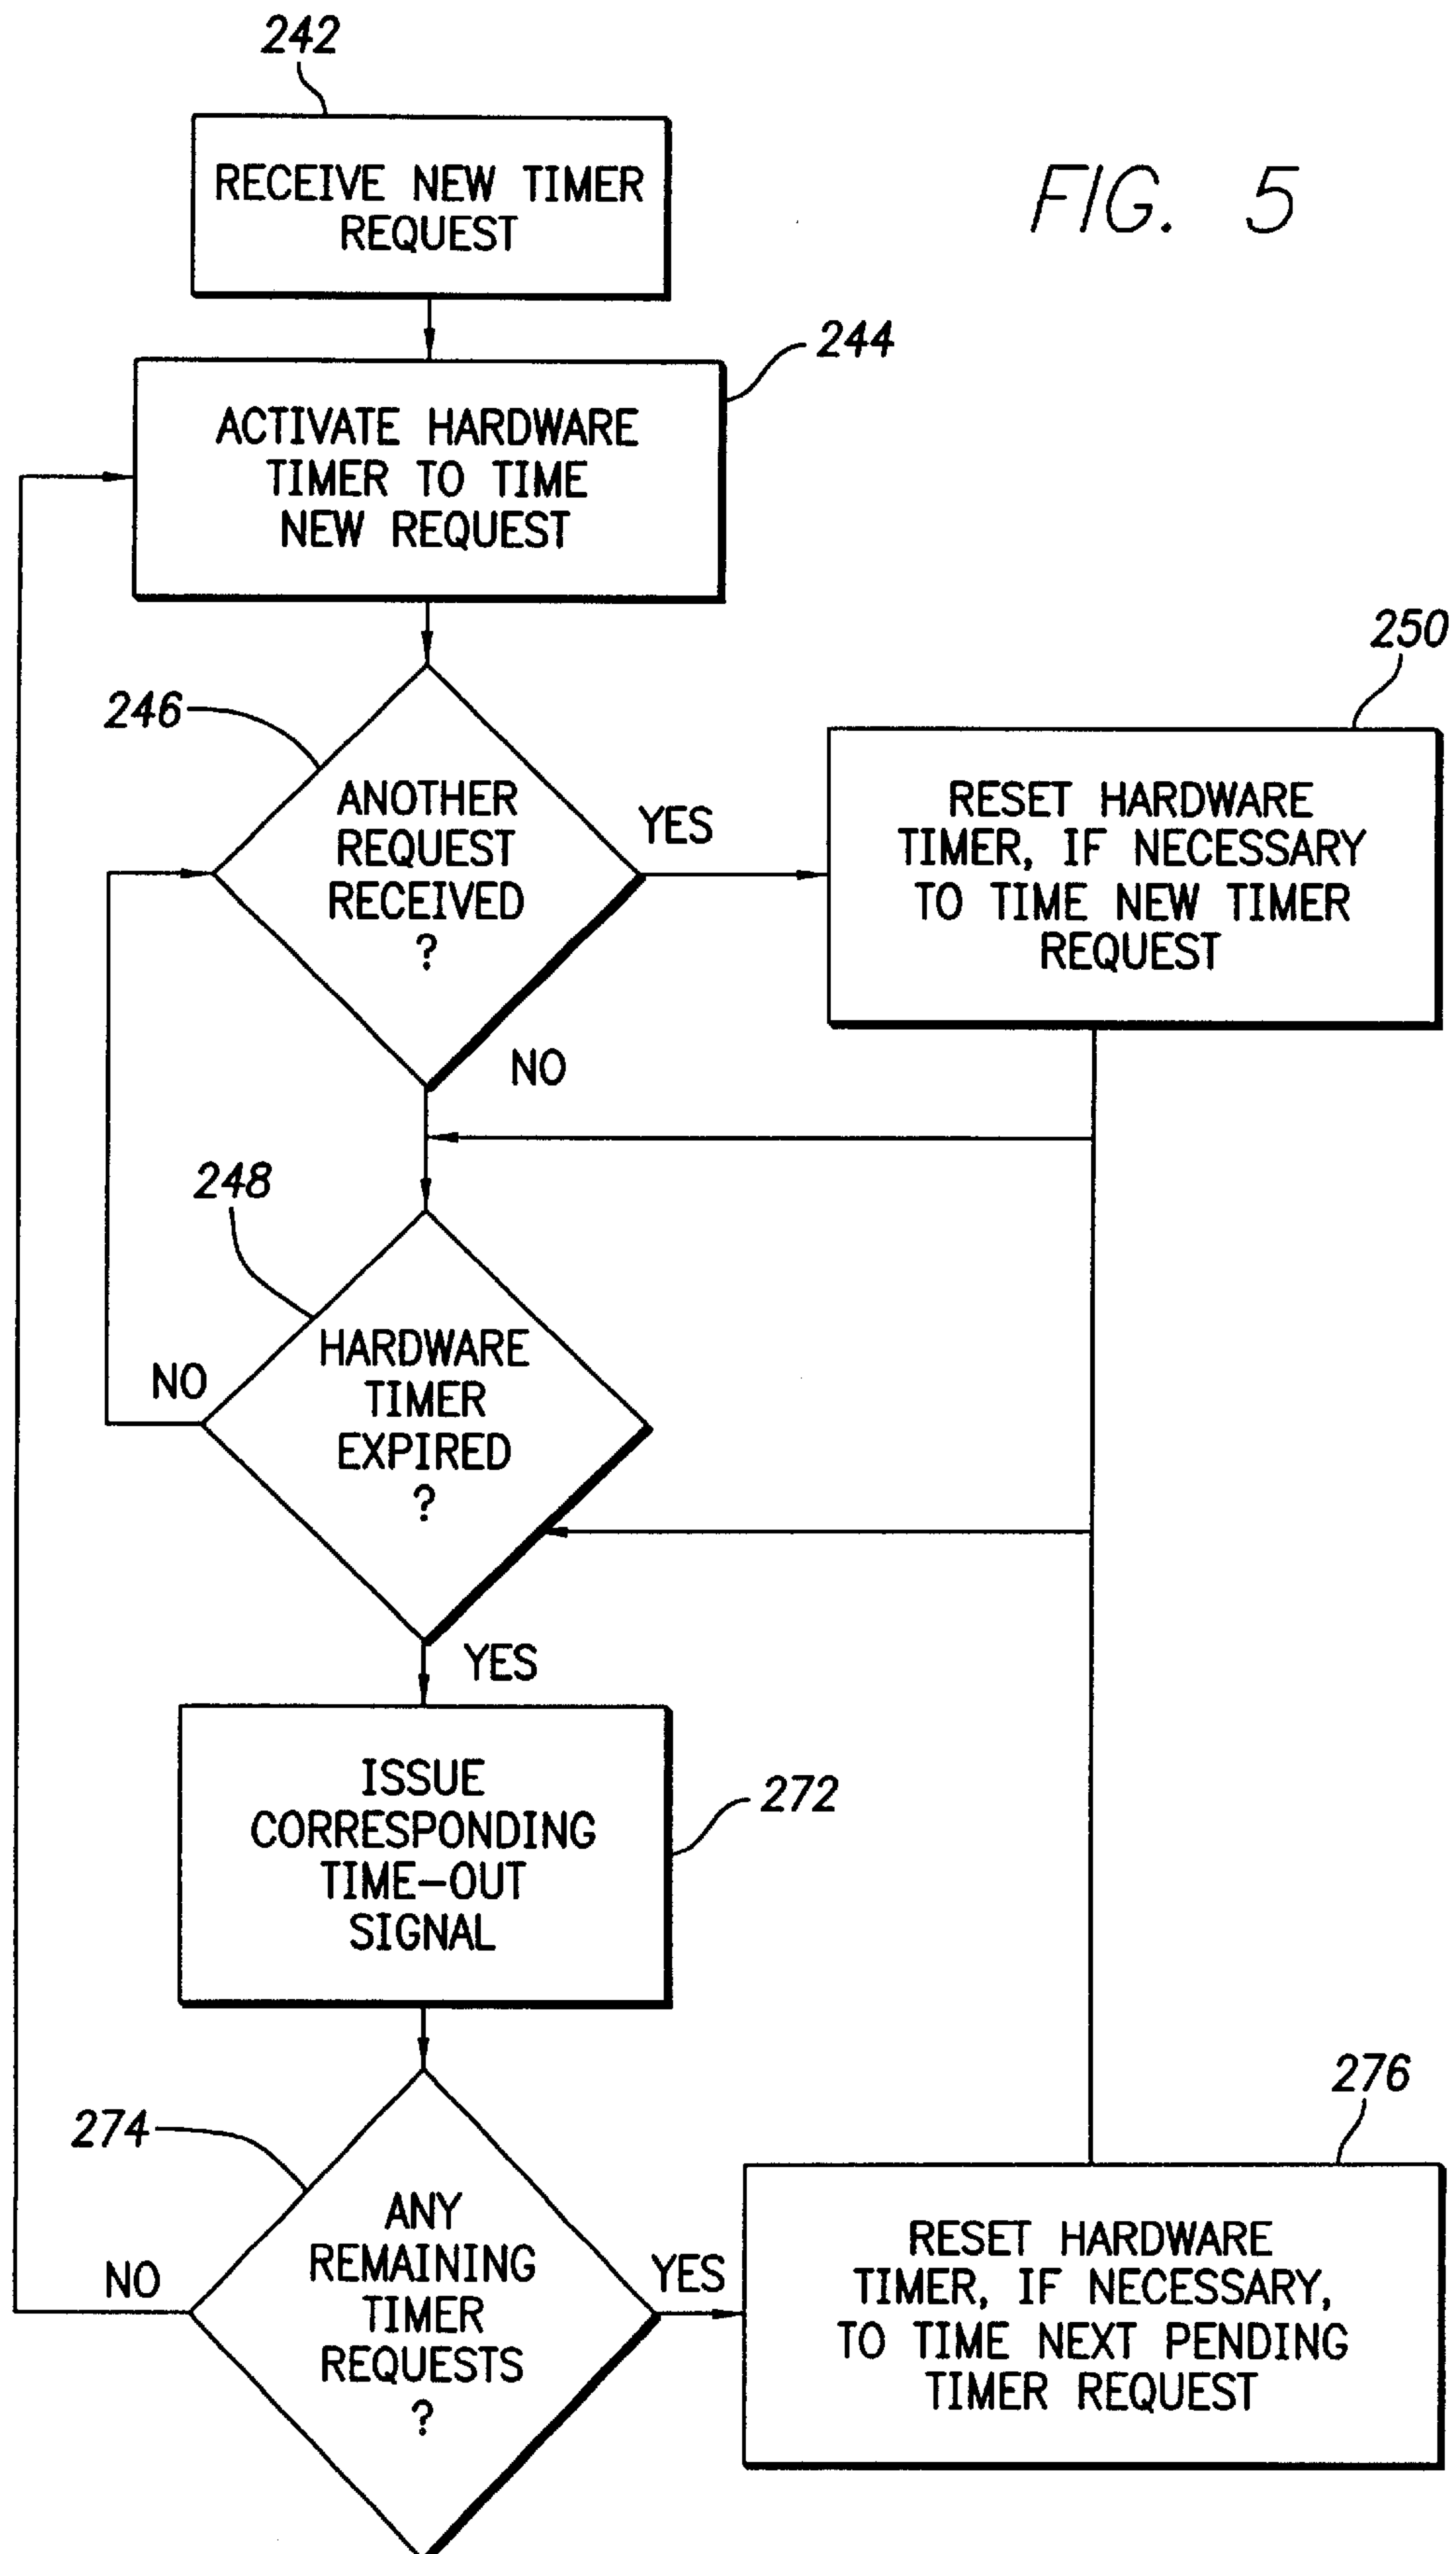 242
RECEIVE NEW TIMER
REQUEST
FIG. 5
244
ACTIVATE HARDWARE
TIMER TO TIME
NEW REQUEST
246
ANOTHER
REQUEST
RECEIVED
?
YES
250
RESET HARDWARE
TIMER, IF NECESSARY
TO TIME NEW TIMER
REQUEST
NO
248
HARDWARE
TIMER
EXPIRED
?
NO
YES
ISSUE
CORRESPONDING
TIME-OUT
SIGNAL
272
274
ANY
REMAINING
TIMER
REQUESTS
?
NO
YES
276
RESET HARDWARE
TIMER, IF NECESSARY,
TO TIME NEXT PENDING
TIMER REQUEST